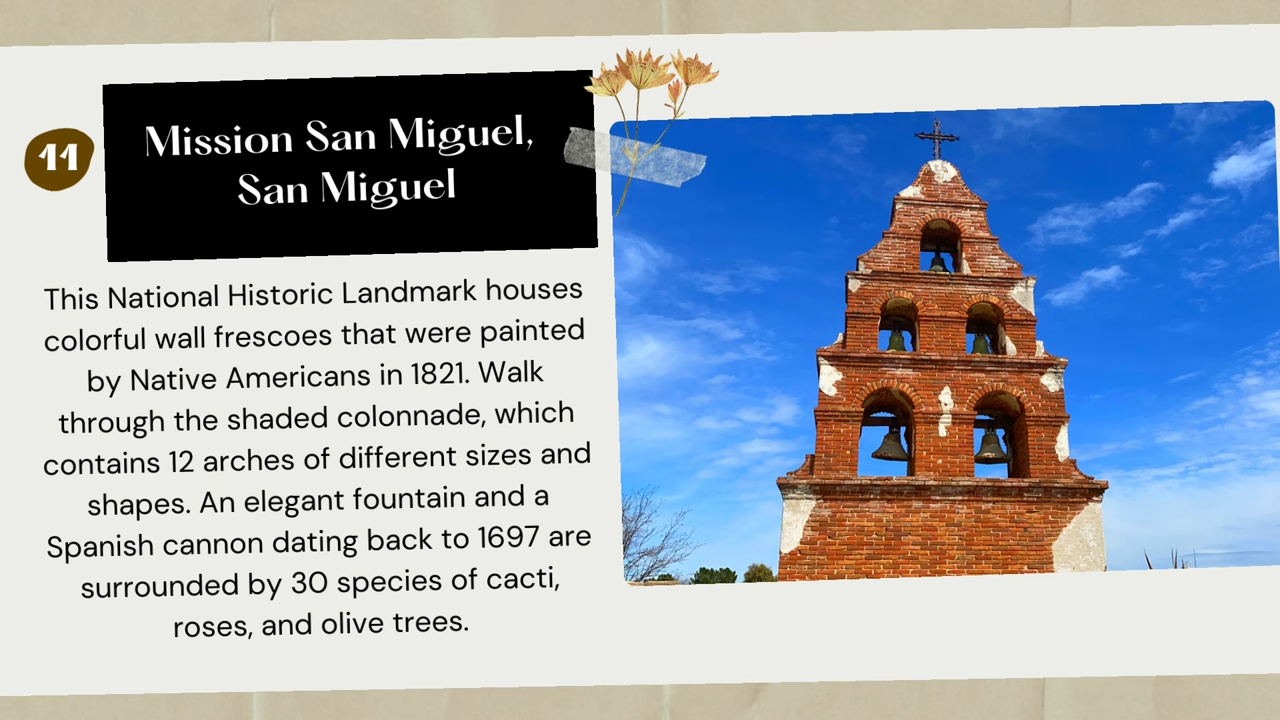 11
Mission San Miguel,
San Miguel
This National Historic Landmark houses
colorful wall frescoes that were painted
by Native Americans in 1821. Walk
through the shaded colonnade, which
contains 12 arches of different sizes and
shapes. An elegant fountain and a
Spanish cannon dating back to 1697 are
surrounded by 30 species of cacti,
roses, and olive trees.